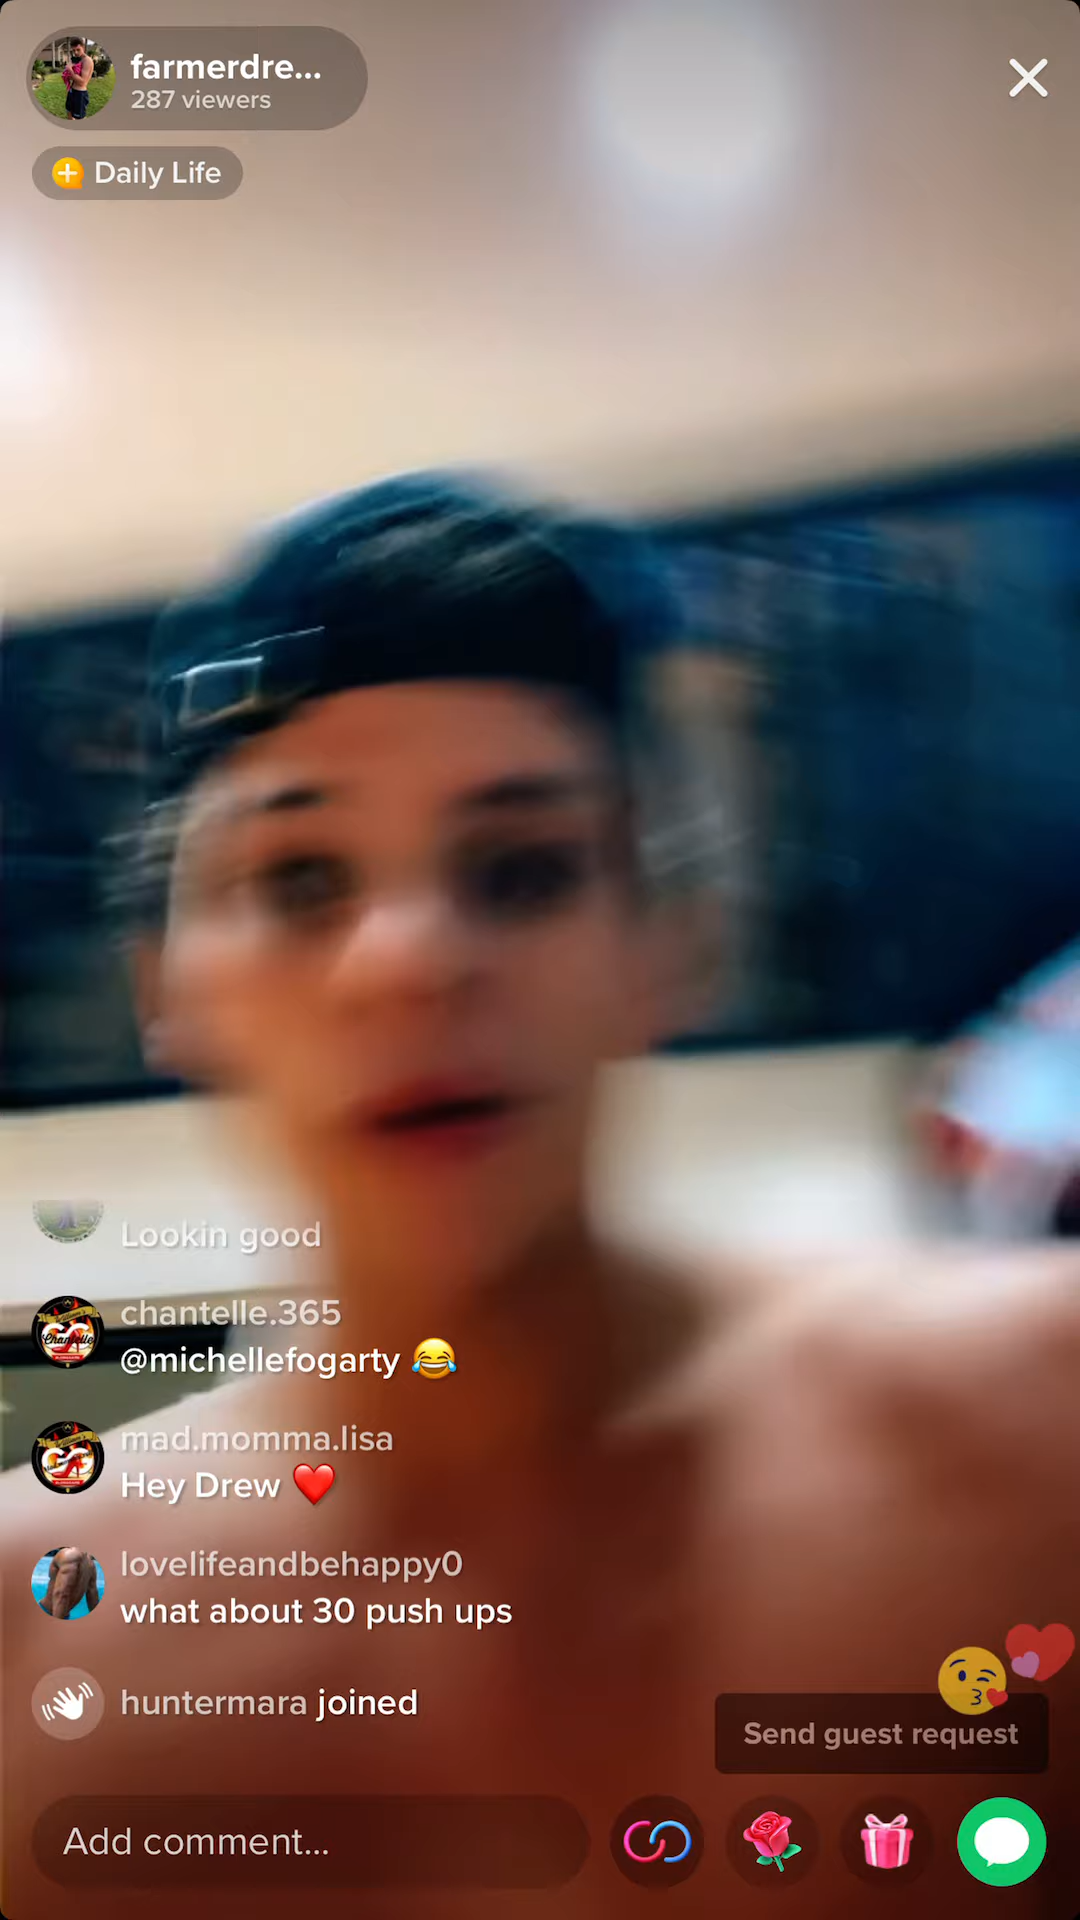 farmerdre...
287 viewers
Daily Life
Lookin good
chantelle.365
@michellefogarty 😂
mad.momma.lisa
Hey Drew ❤️
lovelifeandbehappy0
what about 30 push ups
huntermara joined
Send guest request
Add comment...